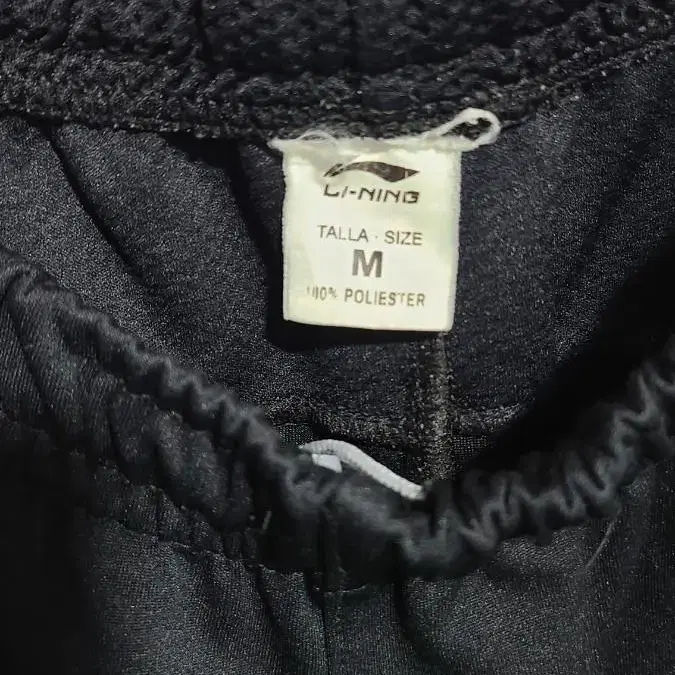 LI-NING
TALLA · SIZE
M
100% POLIESTER